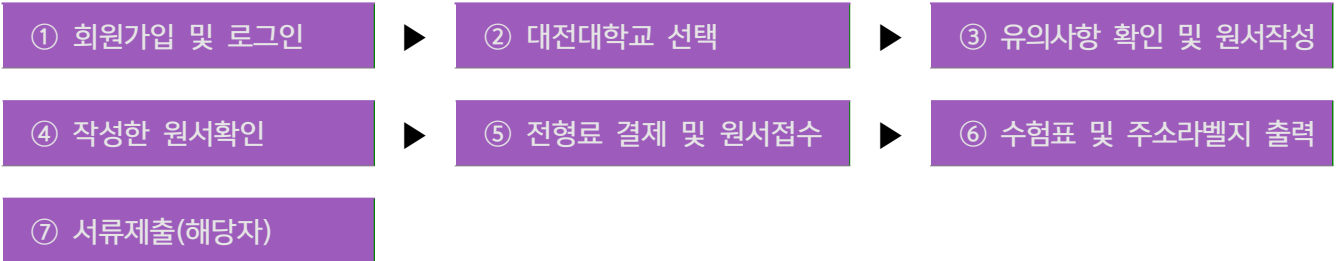 ① 회원가입 및 로그인 ▶ ② 대전대학교 선택 ▶ ③ 유의사항 확인 및 원서작성
④ 작성한 원서확인 ▶ ⑤ 전형료 결제 및 원서접수 ▶ ⑥ 수험표 및 주소라벨지 출력
⑦ 서류제출(해당자)